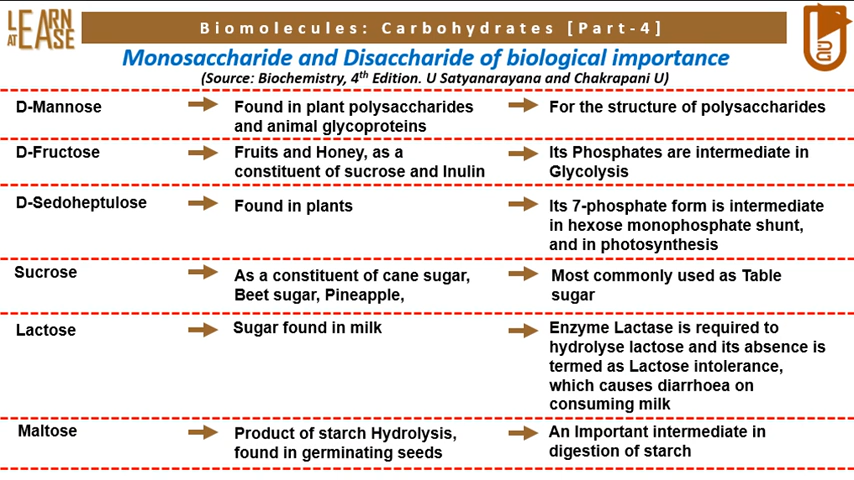 LEARN
AT EASE
Biomolecules: Carbohydrates [Part-4]
Monosaccharide and Disaccharide of biological importance
(Source: Biochemistry, 4th Edition. U Satyanarayana and Chakrapani U)
D-Mannose
Found in plant polysaccharides
and animal glycoproteins
For the structure of polysaccharides
D-Fructose
Fruits and Honey, as a
constituent of sucrose and Inulin
Its Phosphates are intermediate in
Glycolysis
D-Sedoheptulose
Found in plants
Its 7-phosphate form is intermediate
in hexose monophosphate shunt,
and in photosynthesis
Sucrose
As a constituent of cane sugar,
Beet sugar, Pineapple,
Most commonly used as Table
sugar
Lactose
Sugar found in milk
Enzyme Lactase is required to
hydrolyse lactose and its absence is
termed as Lactose intolerance,
which causes diarrhoea on
consuming milk
Maltose
Product of starch Hydrolysis,
found in germinating seeds
An Important intermediate in
digestion of starch